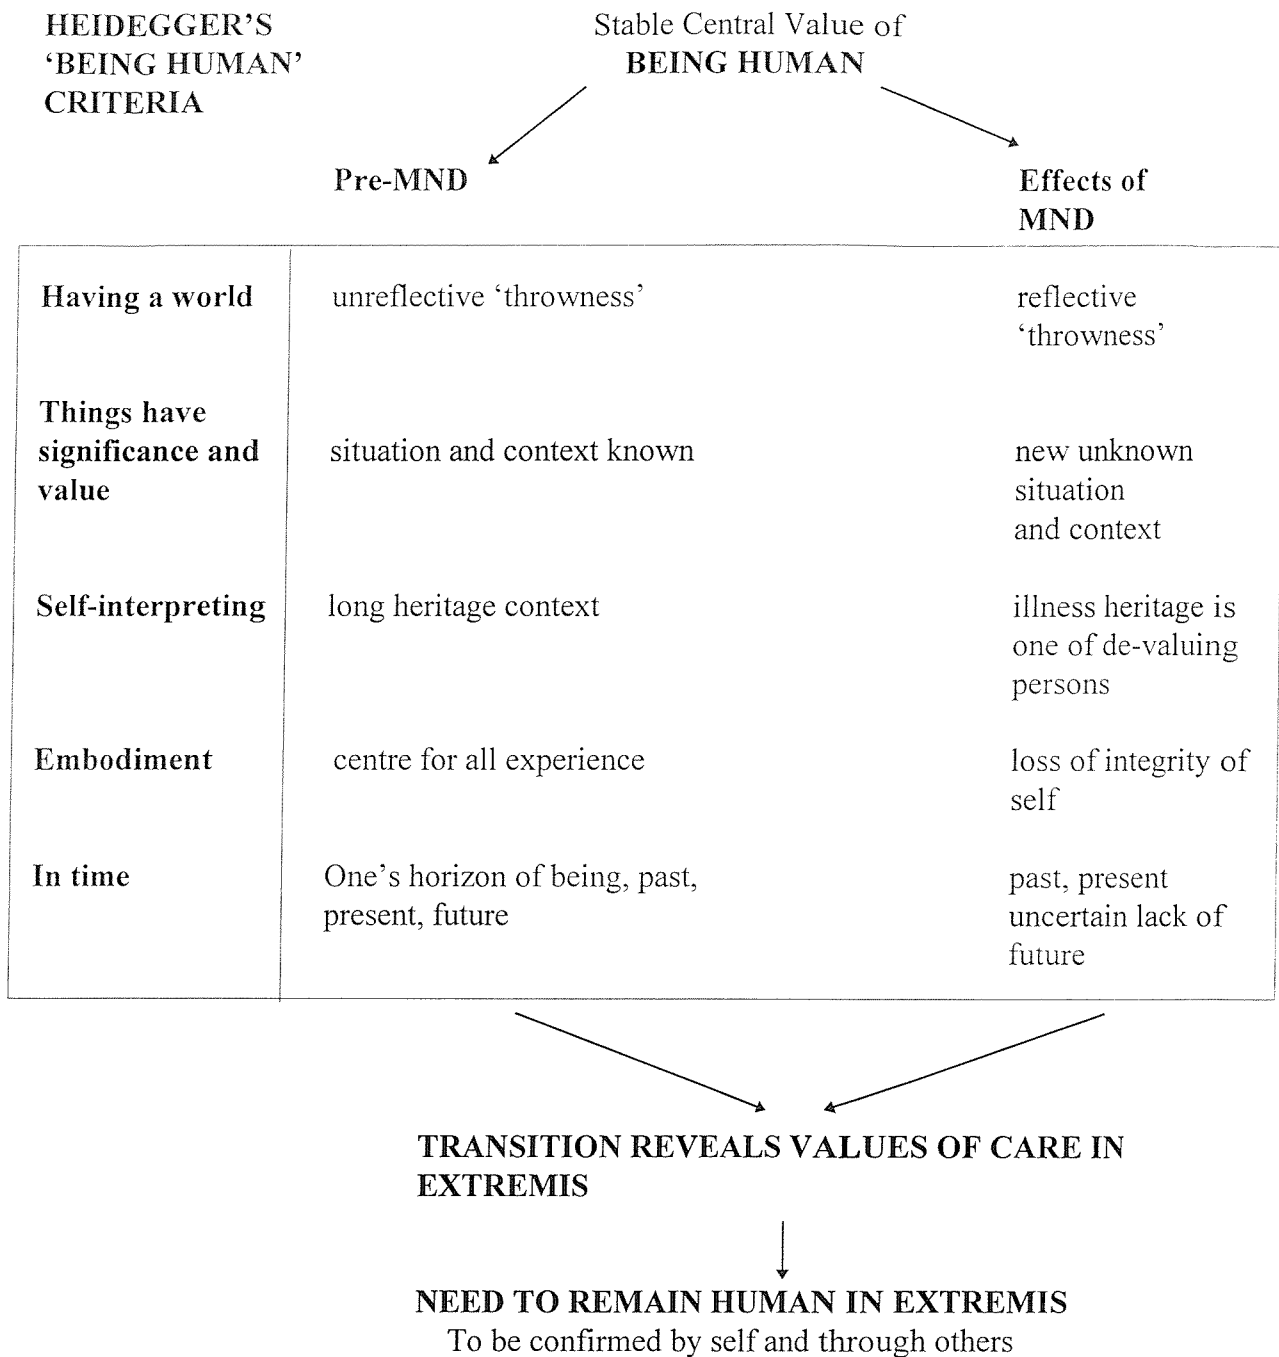 HEIDEGGER'S
'BEING HUMAN'
CRITERIA
Stable Central Value of
BEING HUMAN
Pre-MND
Effects of
MND
Having a world
unreflective 'throwness'
reflective
'throwness'
Things have
significance and
value
situation and context known
new unknown
situation
and context
Self-interpreting
long heritage context
illness heritage is
one of de-valuing
persons
Embodiment
centre for all experience
loss of integrity of
self
In time
One's horizon of being, past,
present, future
past, present
uncertain lack of
future
TRANSITION REVEALS VALUES OF CARE IN
EXTREMIS
NEED TO REMAIN HUMAN IN EXTREMIS
To be confirmed by self and through others